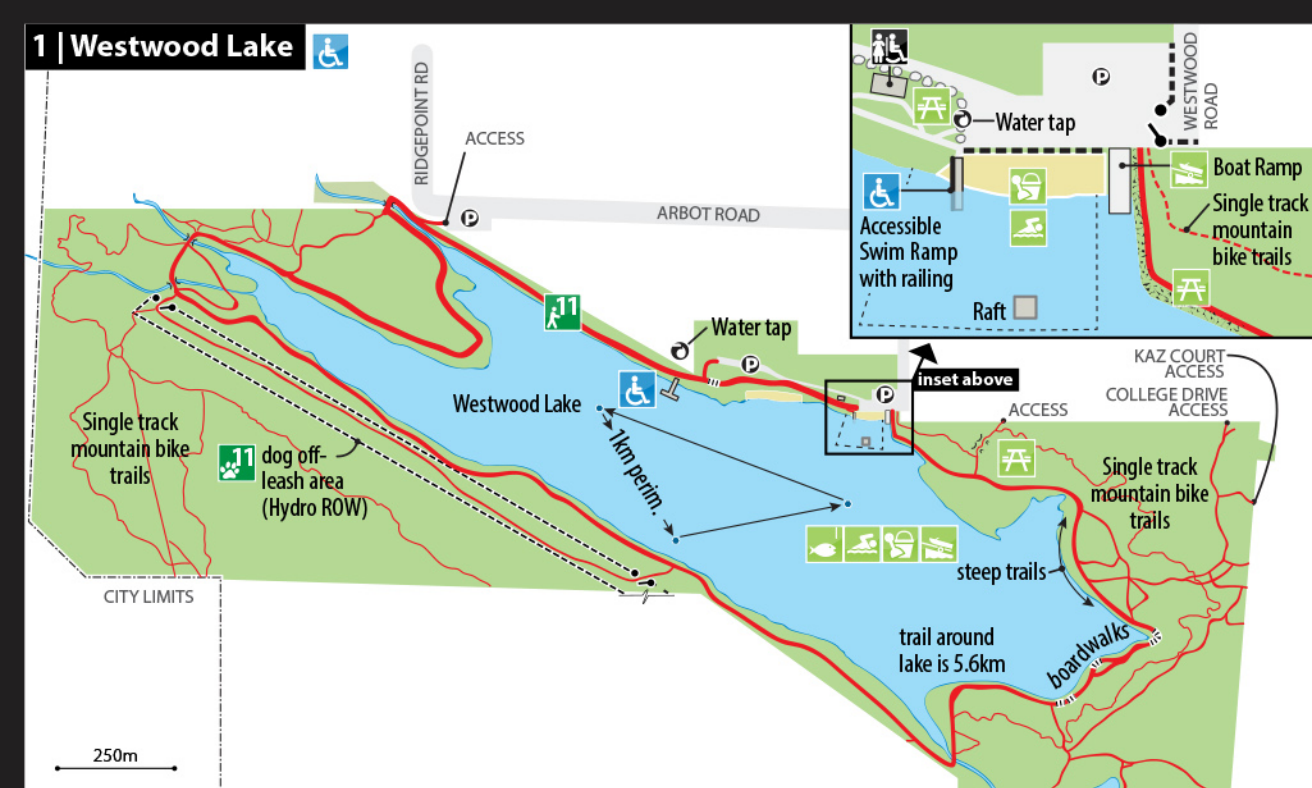 1 | Westwood Lake
RIDGEPOINT RD
ACCESS
P
ARBOT ROAD
P
WESTWOOD
ROAD
Water tap
Boat Ramp
Single track
mountain
bike trails
Accessible
Swim Ramp
with railing
Raft
11
Water tap
P
P
inset above
KAZ COURT
ACCESS
COLLEGE DRIVE
ACCESS
ACCESS
Westwood Lake
1km perim.
Single track
mountain bike
trails
11
dog off-
leash area
(Hydro ROW)
Single track
mountain bike
trails
steep trails
CITY LIMITS
trail around
lake is 5.6km
boardwalks
250m